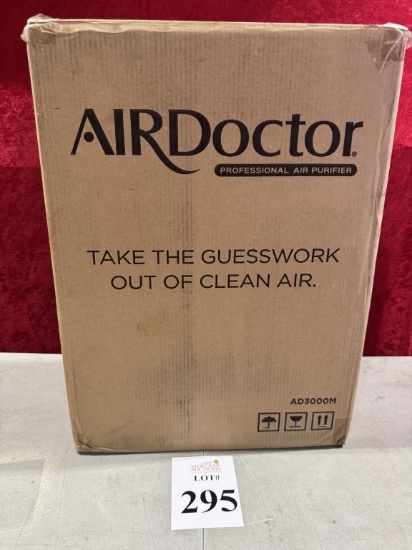 AIRDOCTOR®
PROFESSIONAL AIR PURIFIER
TAKE THE GUESSWORK
OUT OF CLEAN AIR.
AD3000M
LOT#
295